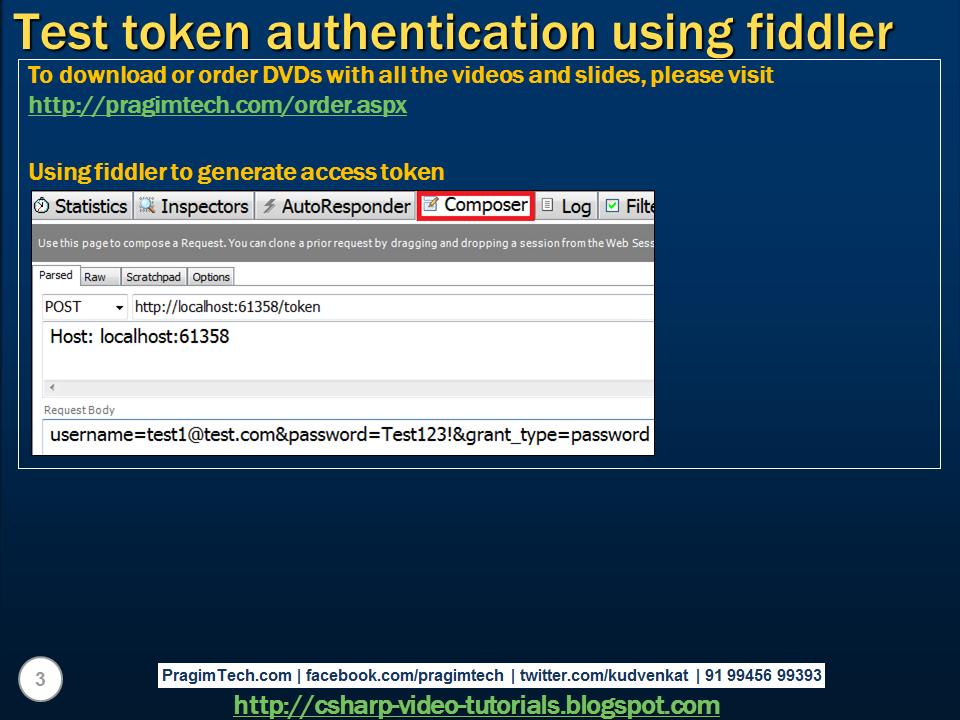 Test token authentication using fiddler
To download or order DVDs with all the videos and slides, please visit
http://pragimtech.com/order.aspx
Using fiddler to generate access token
Statistics Inspectors AutoResponder Composer Log Filte
Use this page to compose a Request. You can clone a prior request by dragging and dropping a session from the Web Sess
Parsed Raw Scratchpad Options
POST http://localhost:61358/token
Host: localhost:61358
Request Body
username=test1@test.com&password=Test123!&grant_type=password
3
PragimTech.com | facebook.com/pragimtech | twitter.com/kudvenkat | 91 99456 99393
http://csharp-video-tutorials.blogspot.com